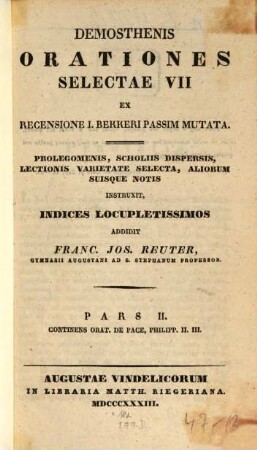 DEMOSTHENIS
ORATIONES
SELECTAE VII
EX
RECENSIONE I. BEKKERI PASSIM MUTATA.
PROLEGOMENIS, SCHOLIIS DISPERSIS,
LECTIONIS VARIETATE SELECTA, ALIORUM
SUISQUE NOTIS
INSTRUXIT,
INDICES LOCUPLETISSIMOS
ADDIDIT
FRANC. JOS. REUTER,
GYMNASII AUGUSTANI AD S. STEPHANUM PROFESSOR.
PARS II.
CONTINENS ORAT. DE PACE, PHILIPP. II. III.
AUGUSTAE VINDELICORUM
IN LIBRARIA MATTH. RIEGERIANA.
MDCCCXXXIII.